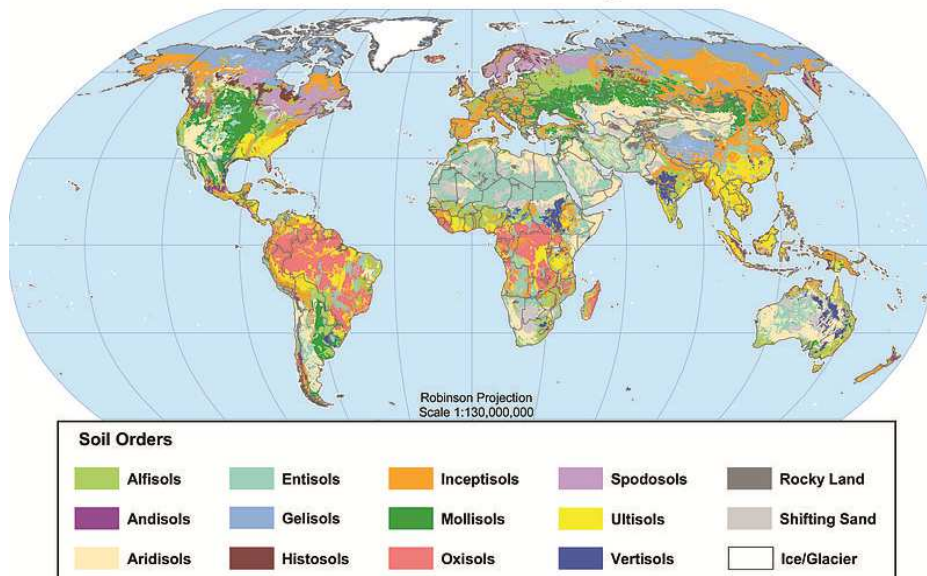 Robinson Projection
Scale 1:130,000,000
Soil Orders
Alfisols
Entisols
Inceptisols
Spodosols
Rocky Land
Andisols
Gelisols
Mollisols
Ultisols
Shifting Sand
Aridisols
Histosols
Oxisols
Vertisols
Ice/Glacier